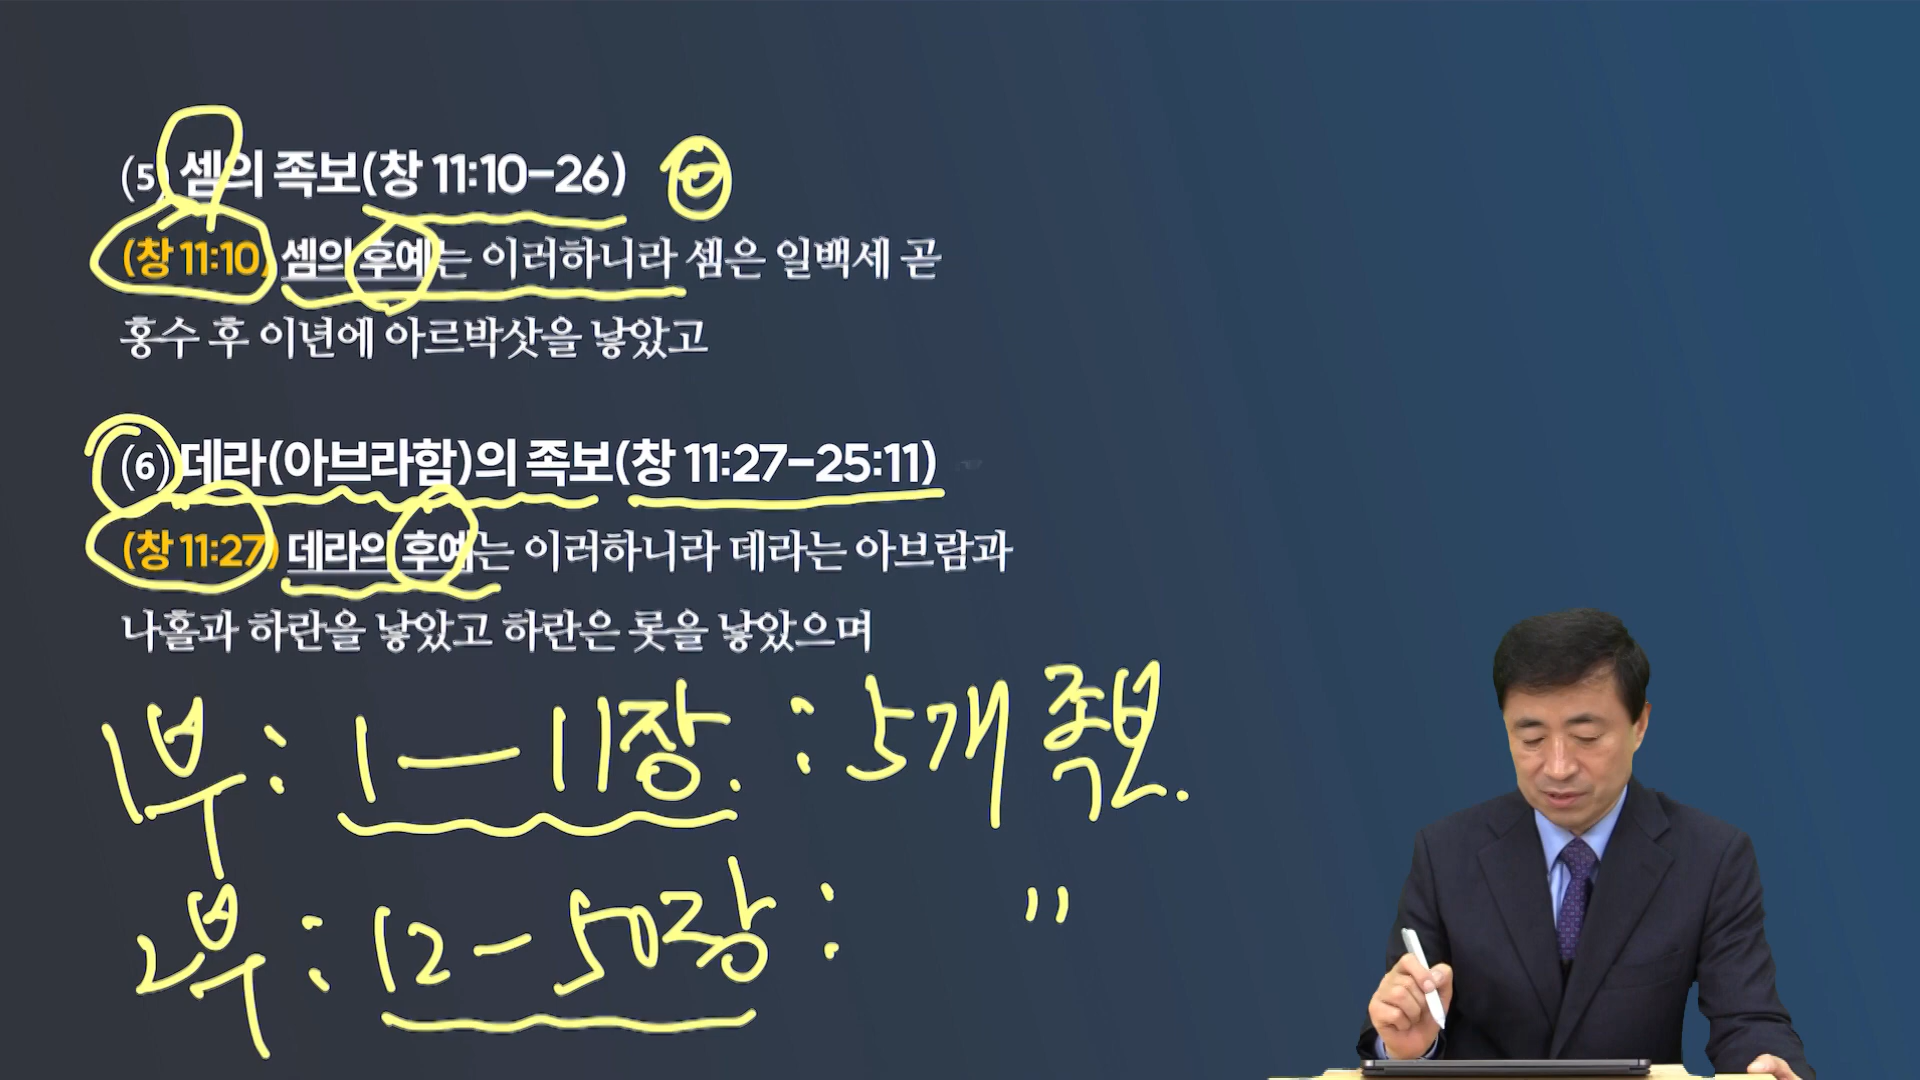 (5) 셈의 족보(창 11:10-26)
(창 11:10) 셈의 후예는 이러하니라 셈은 일백세 곧
홍수 후 이년에 아르박삿을 낳았고
(6) 데라(아브라함)의 족보(창 11:27-25:11)
(창 11:27) 데라의 후예는 이러하니라 데라는 아브람과
나홀과 하란을 낳았고 하란은 롯을 낳았으며
1부 : 1-11장. : 5개 족보.
2부 : 12-50장 : "